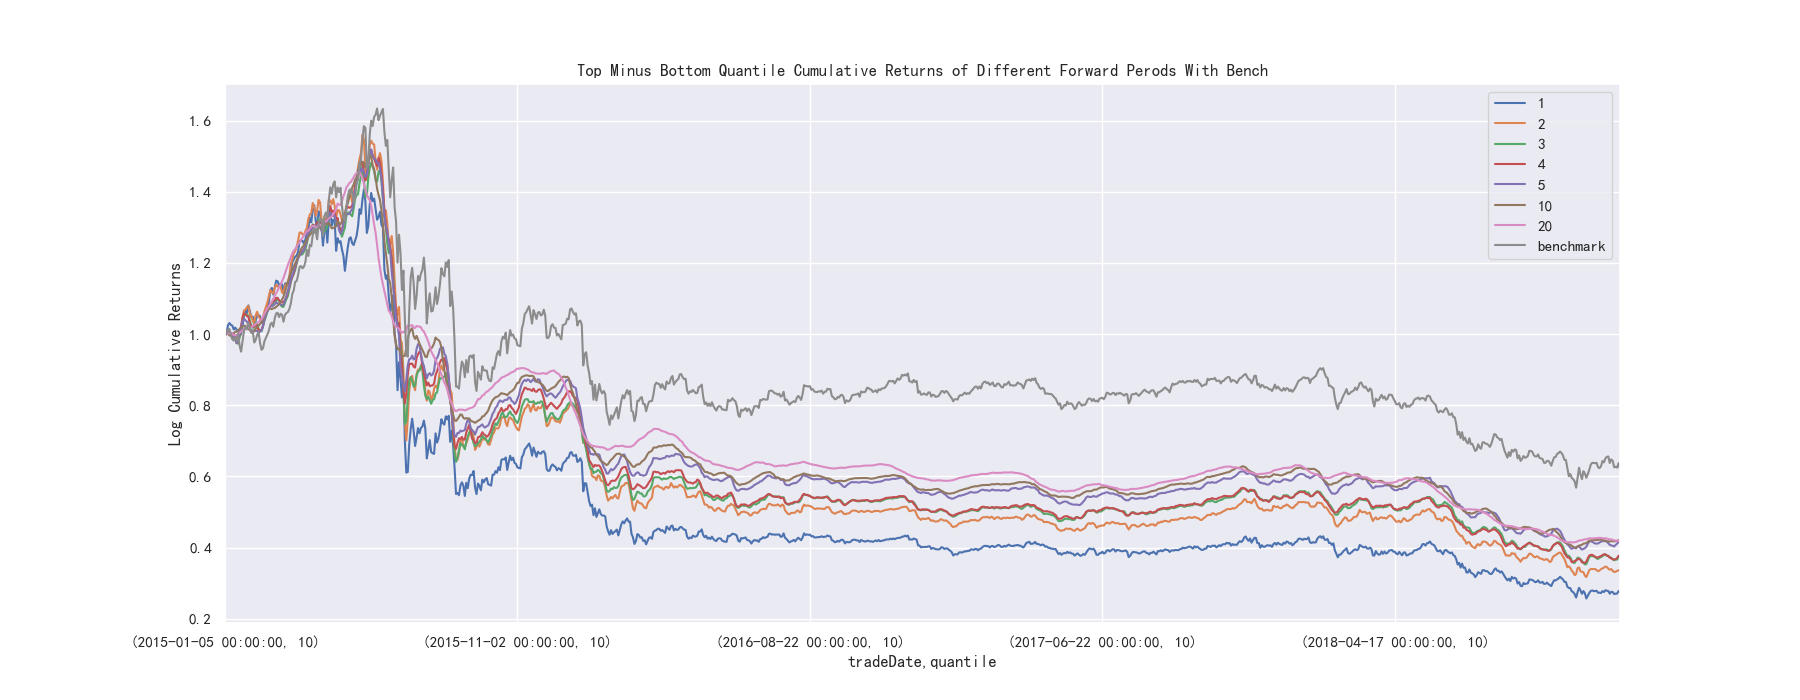 Top Minus Bottom Quantile Cumulative Returns of Different Forward Perods With Bench
1.6
1.4
1.2
1.0
0.8
0.6
0.4
0.2
Log Cumulative Returns
1
2
3
4
5
10
20
benchmark
(2015-01-05 00:00:00, 10)
(2015-11-02 00:00:00, 10)
(2016-08-22 00:00:00, 10)
(2017-06-22 00:00:00, 10)
(2018-04-17 00:00:00, 10)
tradeDate,quantile